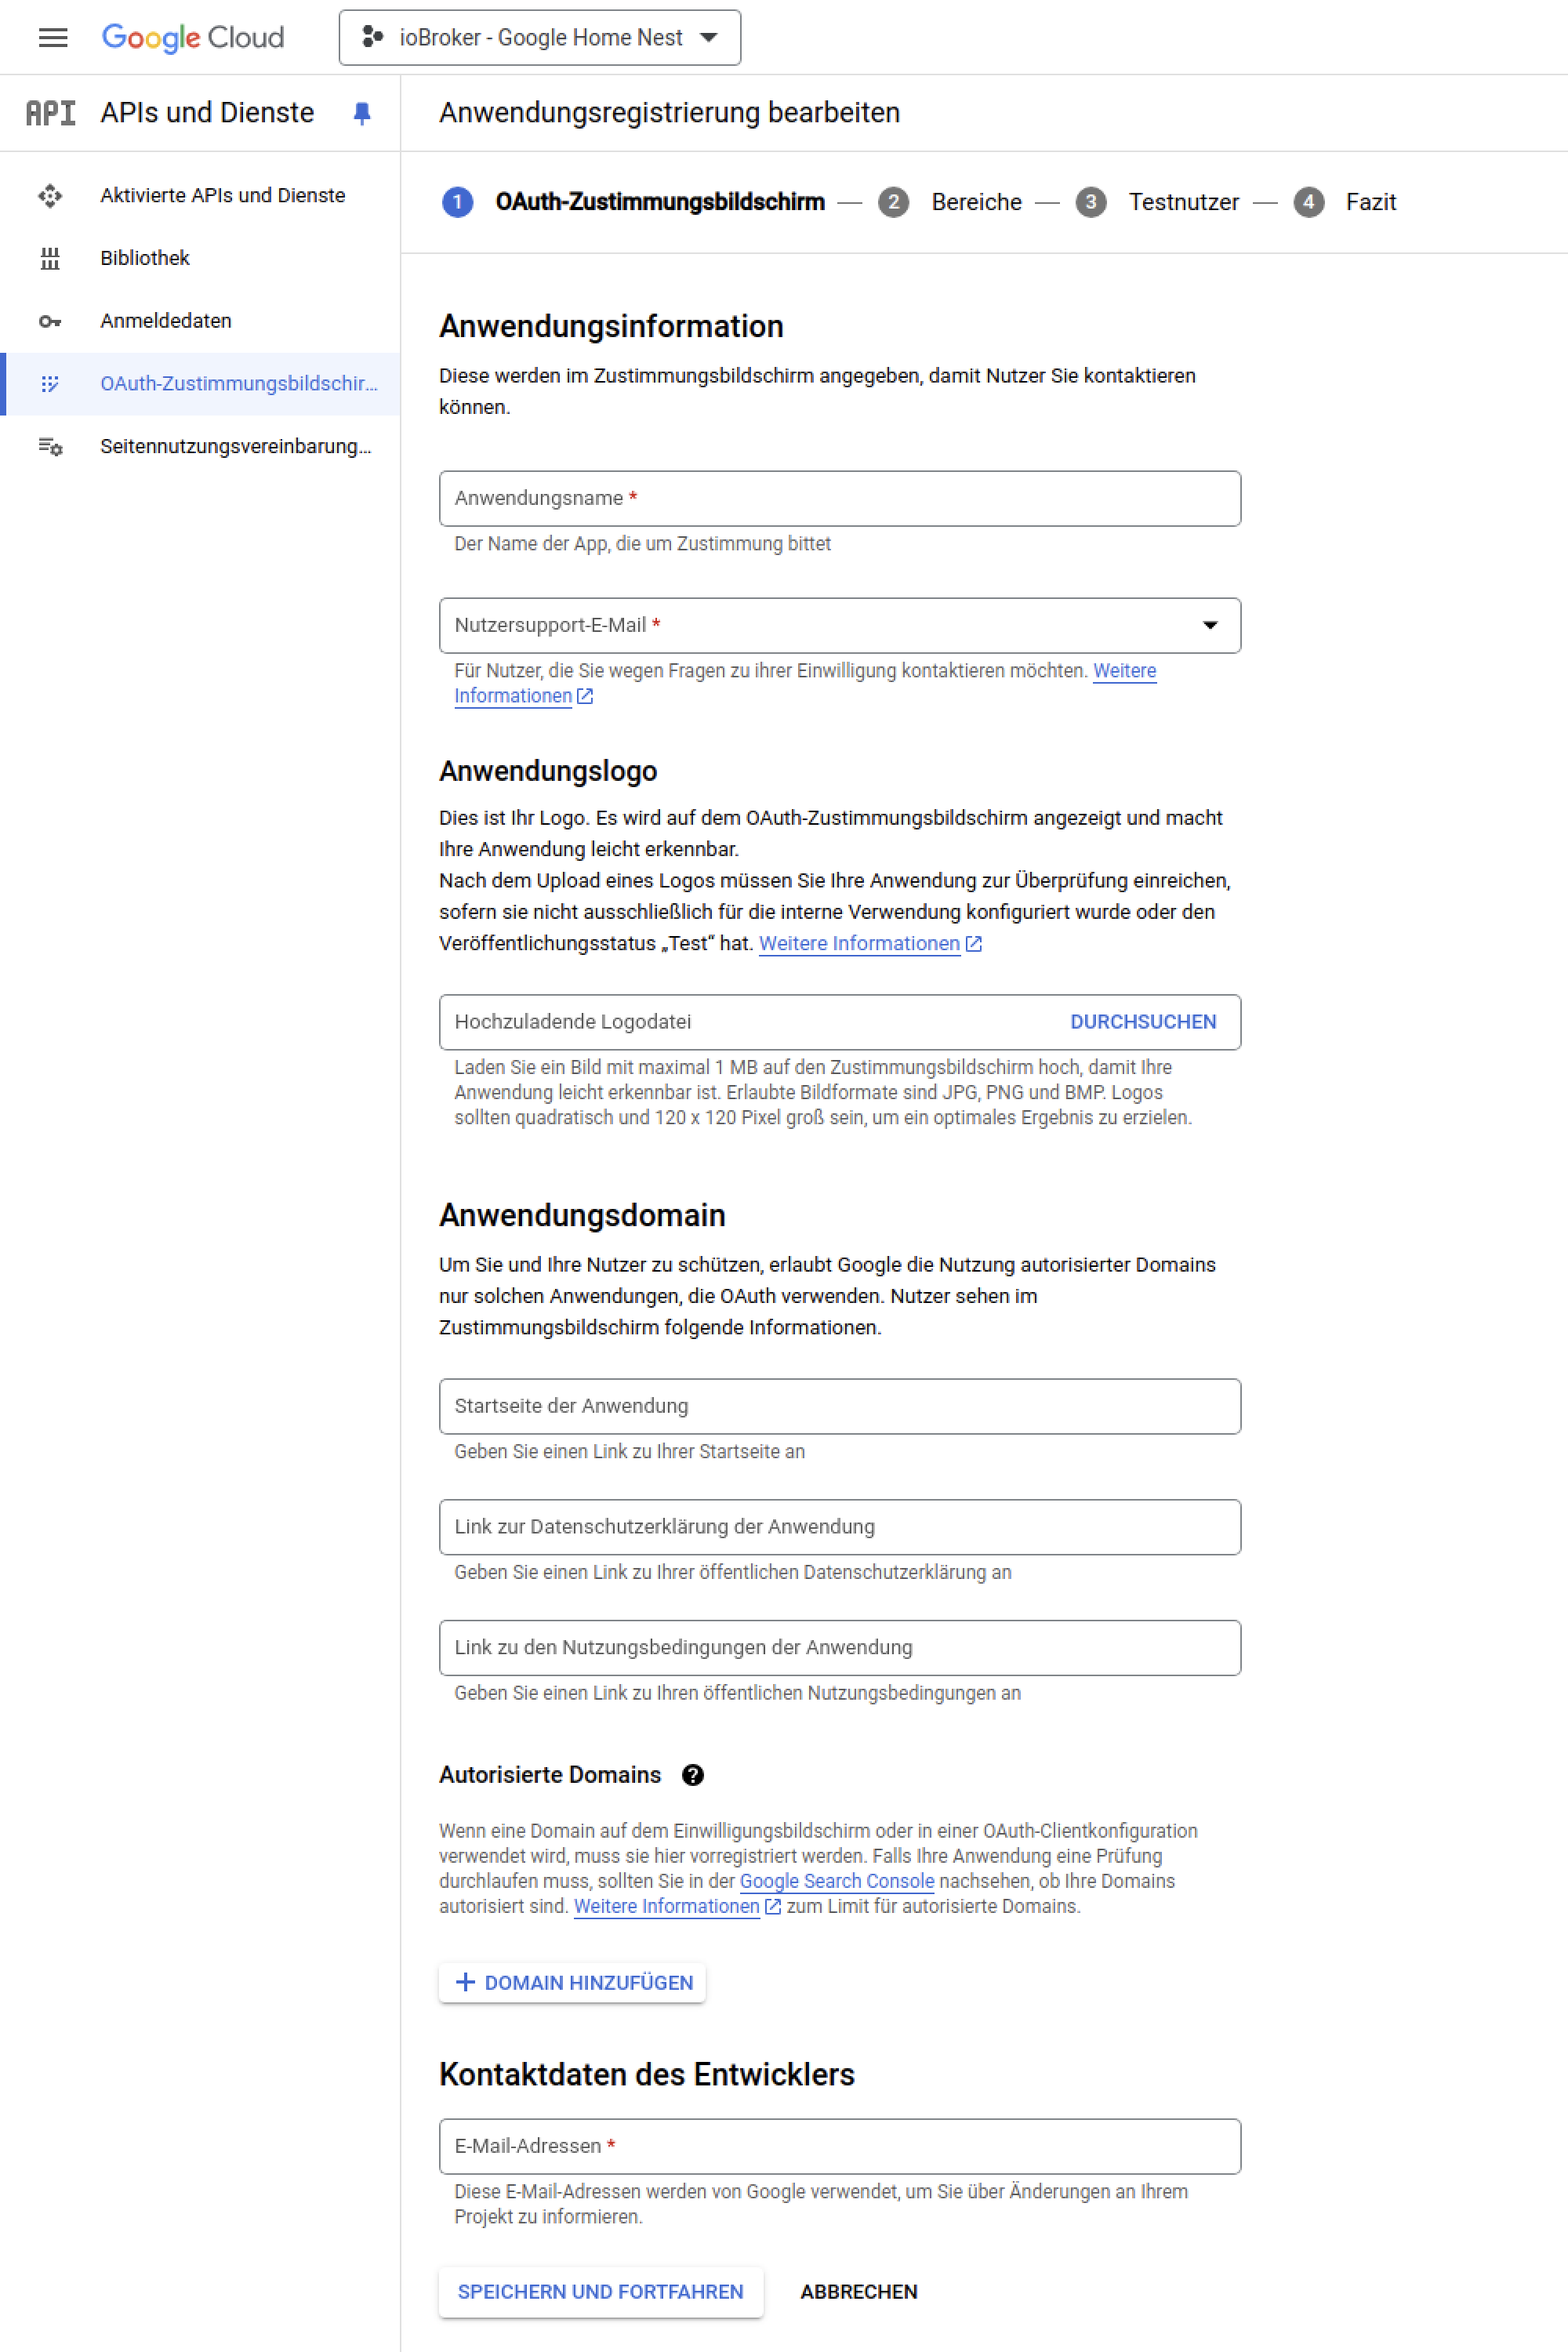 Google Cloud
ioBroker - Google Home Nest
API APIs und Dienste
Anwendungsregistrierung bearbeiten
Aktivierte APIs und Dienste
Bibliothek
Anmeldedaten
OAuth-Zustimmungsbildschir...
Seitennutzungsvereinbarung...
1 OAuth-Zustimmungsbildschirm — 2 Bereiche — 3 Testnutzer — 4 Fazit
Anwendungsinformation
Diese werden im Zustimmungsbildschirm angegeben, damit Nutzer Sie kontaktieren
können.
Anwendungsname *
Der Name der App, die um Zustimmung bittet
Nutzersupport-E-Mail *
Für Nutzer, die Sie wegen Fragen zu ihrer Einwilligung kontaktieren möchten. Weitere
Informationen
Anwendungslogo
Dies ist Ihr Logo. Es wird auf dem OAuth-Zustimmungsbildschirm angezeigt und macht
Ihre Anwendung leicht erkennbar.
Nach dem Upload eines Logos müssen Sie Ihre Anwendung zur Überprüfung einreichen,
sofern sie nicht ausschließlich für die interne Verwendung konfiguriert wurde oder den
Veröffentlichungsstatus „Test“ hat. Weitere Informationen
Hochzuladende Logodatei DURCHSUCHEN
Laden Sie ein Bild mit maximal 1 MB auf den Zustimmungsbildschirm hoch, damit Ihre
Anwendung leicht erkennbar ist. Erlaubte Bildformate sind JPG, PNG und BMP. Logos
sollten quadratisch und 120 x 120 Pixel groß sein, um ein optimales Ergebnis zu erzielen.
Anwendungsdomain
Um Sie und Ihre Nutzer zu schützen, erlaubt Google die Nutzung autorisierter Domains
nur solchen Anwendungen, die OAuth verwenden. Nutzer sehen im
Zustimmungsbildschirm folgende Informationen.
Startseite der Anwendung
Geben Sie einen Link zu Ihrer Startseite an
Link zur Datenschutzerklärung der Anwendung
Geben Sie einen Link zu Ihrer öffentlichen Datenschutzerklärung an
Link zu den Nutzungsbedingungen der Anwendung
Geben Sie einen Link zu Ihren öffentlichen Nutzungsbedingungen an
Autorisierte Domains ?
Wenn eine Domain auf dem Einwilligungsbildschirm oder in einer OAuth-Clientkonfiguration
verwendet wird, muss sie hier vorregistriert werden. Falls Ihre Anwendung eine Prüfung
durchlaufen muss, sollten Sie in der Google Search Console nachsehen, ob Ihre Domains
autorisiert sind. Weitere Informationen zum Limit für autorisierte Domains.
+ DOMAIN HINZUFÜGEN
Kontaktdaten des Entwicklers
E-Mail-Adressen *
Diese E-Mail-Adressen werden von Google verwendet, um Sie über Änderungen an Ihrem
Projekt zu informieren.
SPEICHERN UND FORTFAHREN ABBRECHEN